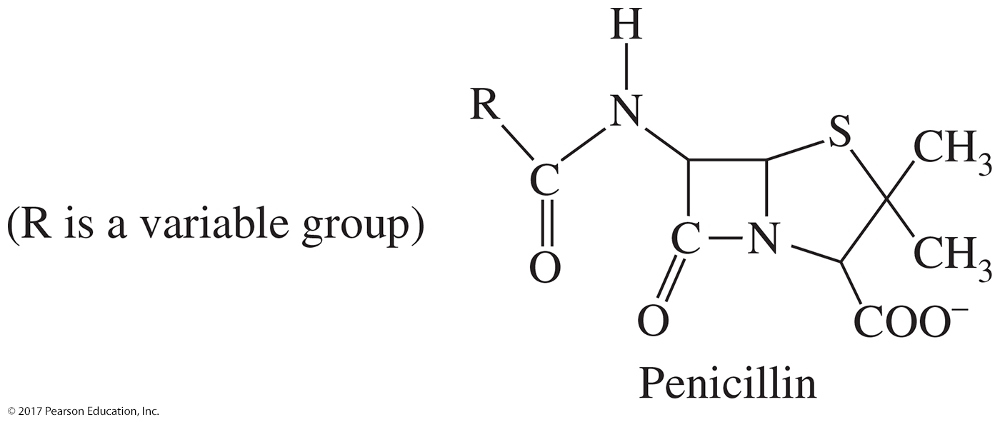 H
R
N
S
CH₃
C
(R is a variable group)
C
N
O
CH₃
O
COO⁻
Penicillin
© 2017 Pearson Education, Inc.